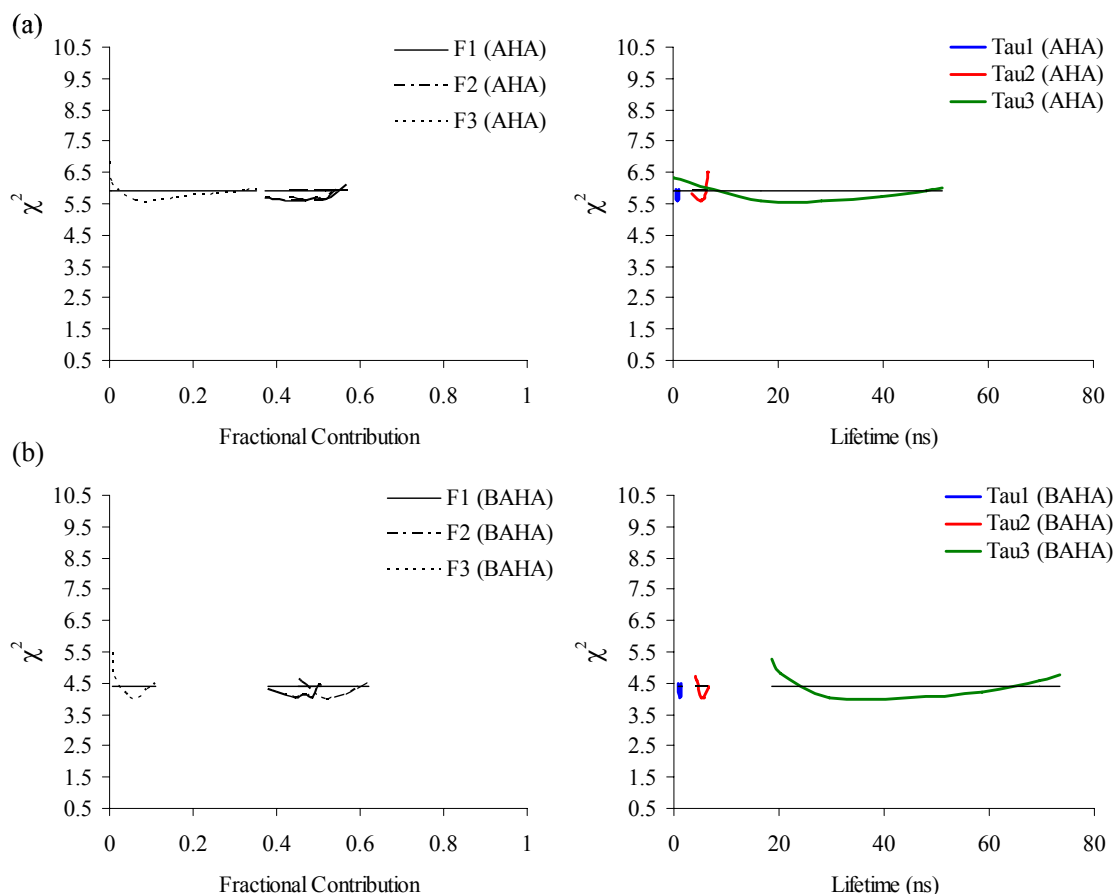 (a)
10.5
9.5
8.5
7.5
6.5
5.5
4.5
3.5
2.5
1.5
0.5
χ2
0 0.2 0.4 0.6 0.8 1
Fractional Contribution
F1 (AHA)
F2 (AHA)
F3 (AHA)
10.5
9.5
8.5
7.5
6.5
5.5
4.5
3.5
2.5
1.5
0.5
χ2
0 20 40 60 80
Lifetime (ns)
Tau1 (AHA)
Tau2 (AHA)
Tau3 (AHA)
(b)
10.5
9.5
8.5
7.5
6.5
5.5
4.5
3.5
2.5
1.5
0.5
χ2
0 0.2 0.4 0.6 0.8 1
Fractional Contribution
F1 (BAHA)
F2 (BAHA)
F3 (BAHA)
10.5
9.5
8.5
7.5
6.5
5.5
4.5
3.5
2.5
1.5
0.5
χ2
0 20 40 60 80
Lifetime (ns)
Tau1 (BAHA)
Tau2 (BAHA)
Tau3 (BAHA)